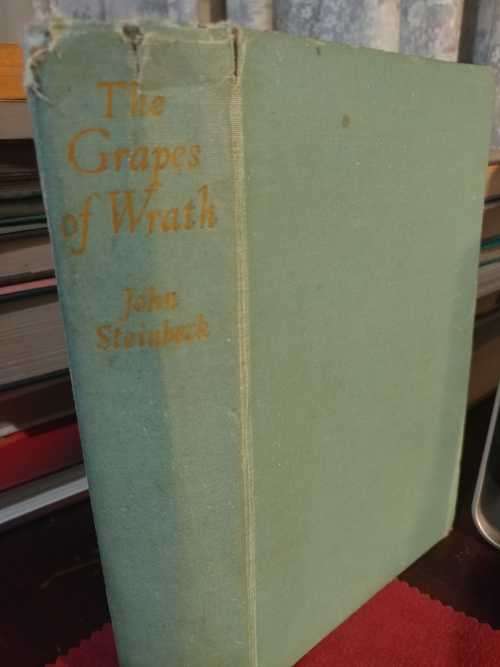 The
Grapes
of Wrath
John
Steinbeck